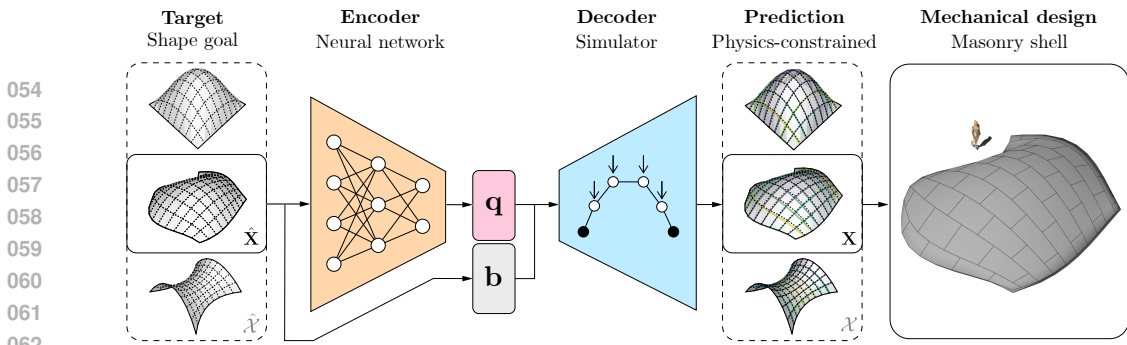 Target
Shape goal
Encoder
Neural network
Decoder
Simulator
Prediction
Physics-constrained
Mechanical design
Masonry shell
054
055
056
057
058
059
060
061
062
X̂
𝒳̂
q
b
X
𝒳